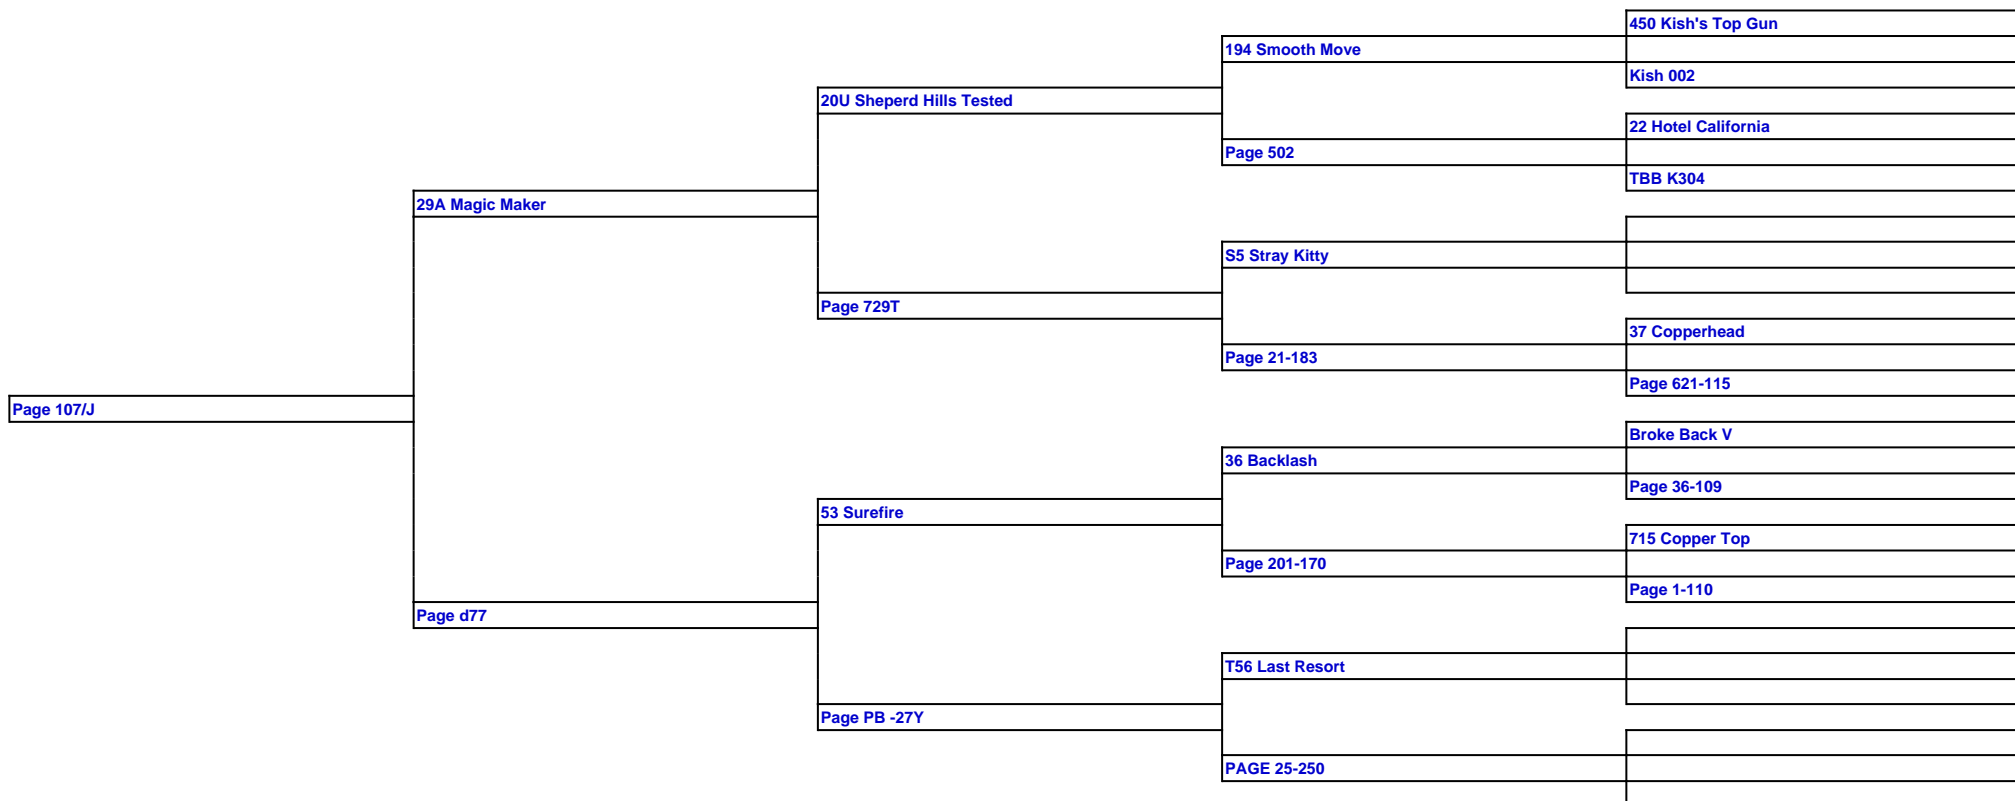 450 Kish's Top Gun
194 Smooth Move
Kish 002
20U Sheperd Hills Tested
22 Hotel California
Page 502
TBB K304
29A Magic Maker
S5 Stray Kitty
Page 729T
37 Copperhead
Page 21-183
Page 621-115
Page 107/J
Broke Back V
36 Backlash
Page 36-109
53 Surefire
715 Copper Top
Page 201-170
Page 1-110
Page d77
T56 Last Resort
Page PB -27Y
PAGE 25-250